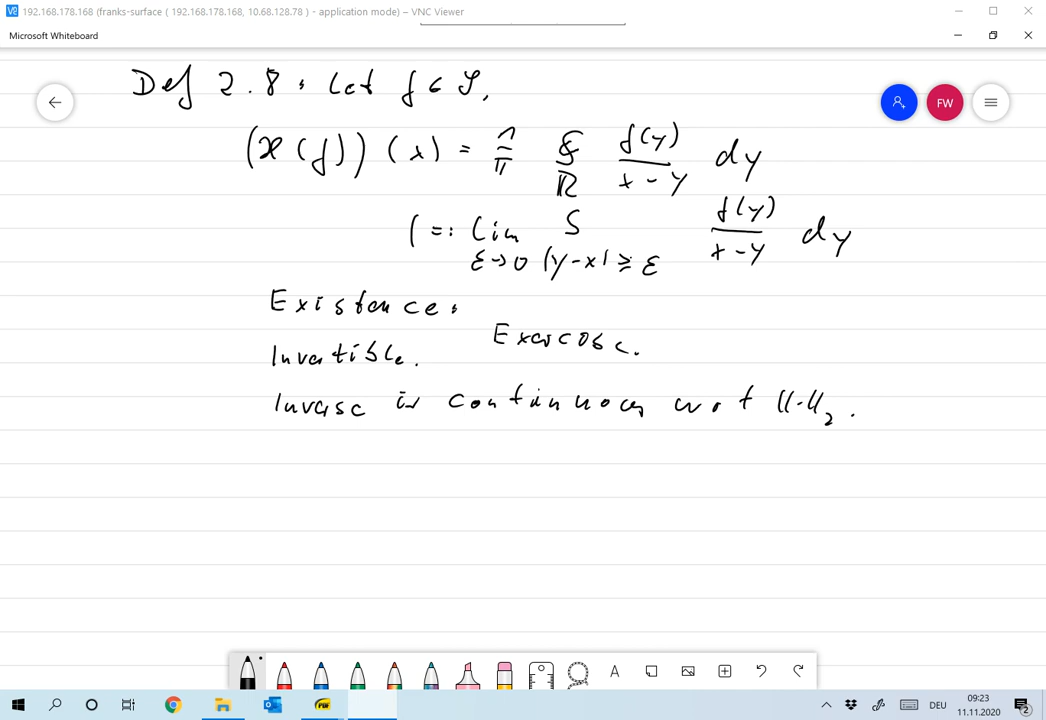 192.168.178.168 (franks-surface ( 192.168.178.168, 10.68.128.78 ) - application mode) – VNC Viewer
Microsoft Whiteboard
Def 2.8: Let f ∈ S,
FW
(H(f))(x) = 1/π ⨍_ℝ f(y)/(x-y) dy
(=: lim_{ε→0} ∫_{|y-x| ≥ ε} f(y)/(x-y) dy
Existence:
Exercise.
Invertible.
Inverse is continuous wrt ||·||_2.
A
DEU
09:23
11.11.2020
2